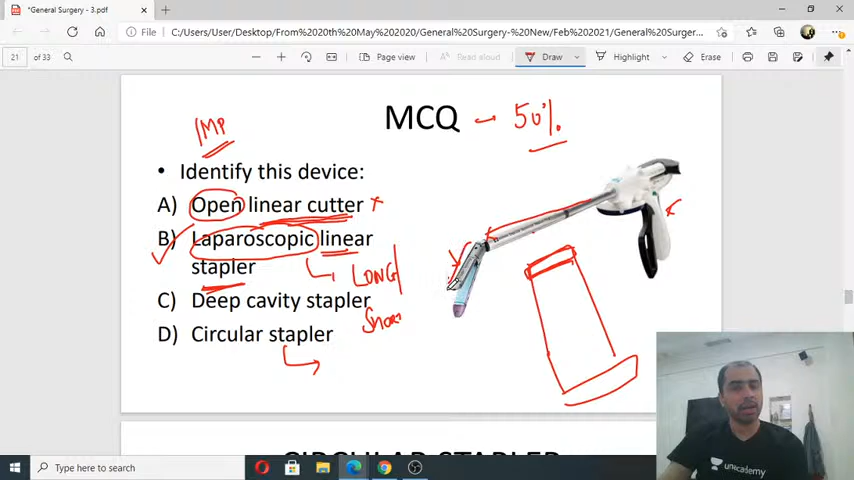 *General Surgery - 3.pdf
File C:/Users/User/Desktop/From%2020th%20May%202020/General%20Surgery-%20New/Feb%202021/General%20Surger...
21 of 33 Page view Read aloud Draw Highlight Erase
MCQ - 50%.
IMP
• Identify this device:
A) Open linear cutter x
B) Laparoscopic linear
stapler
LONG
C) Deep cavity stapler
Short
D) Circular stapler
CIRCULAR STAPLER
unacademy
Type here to search